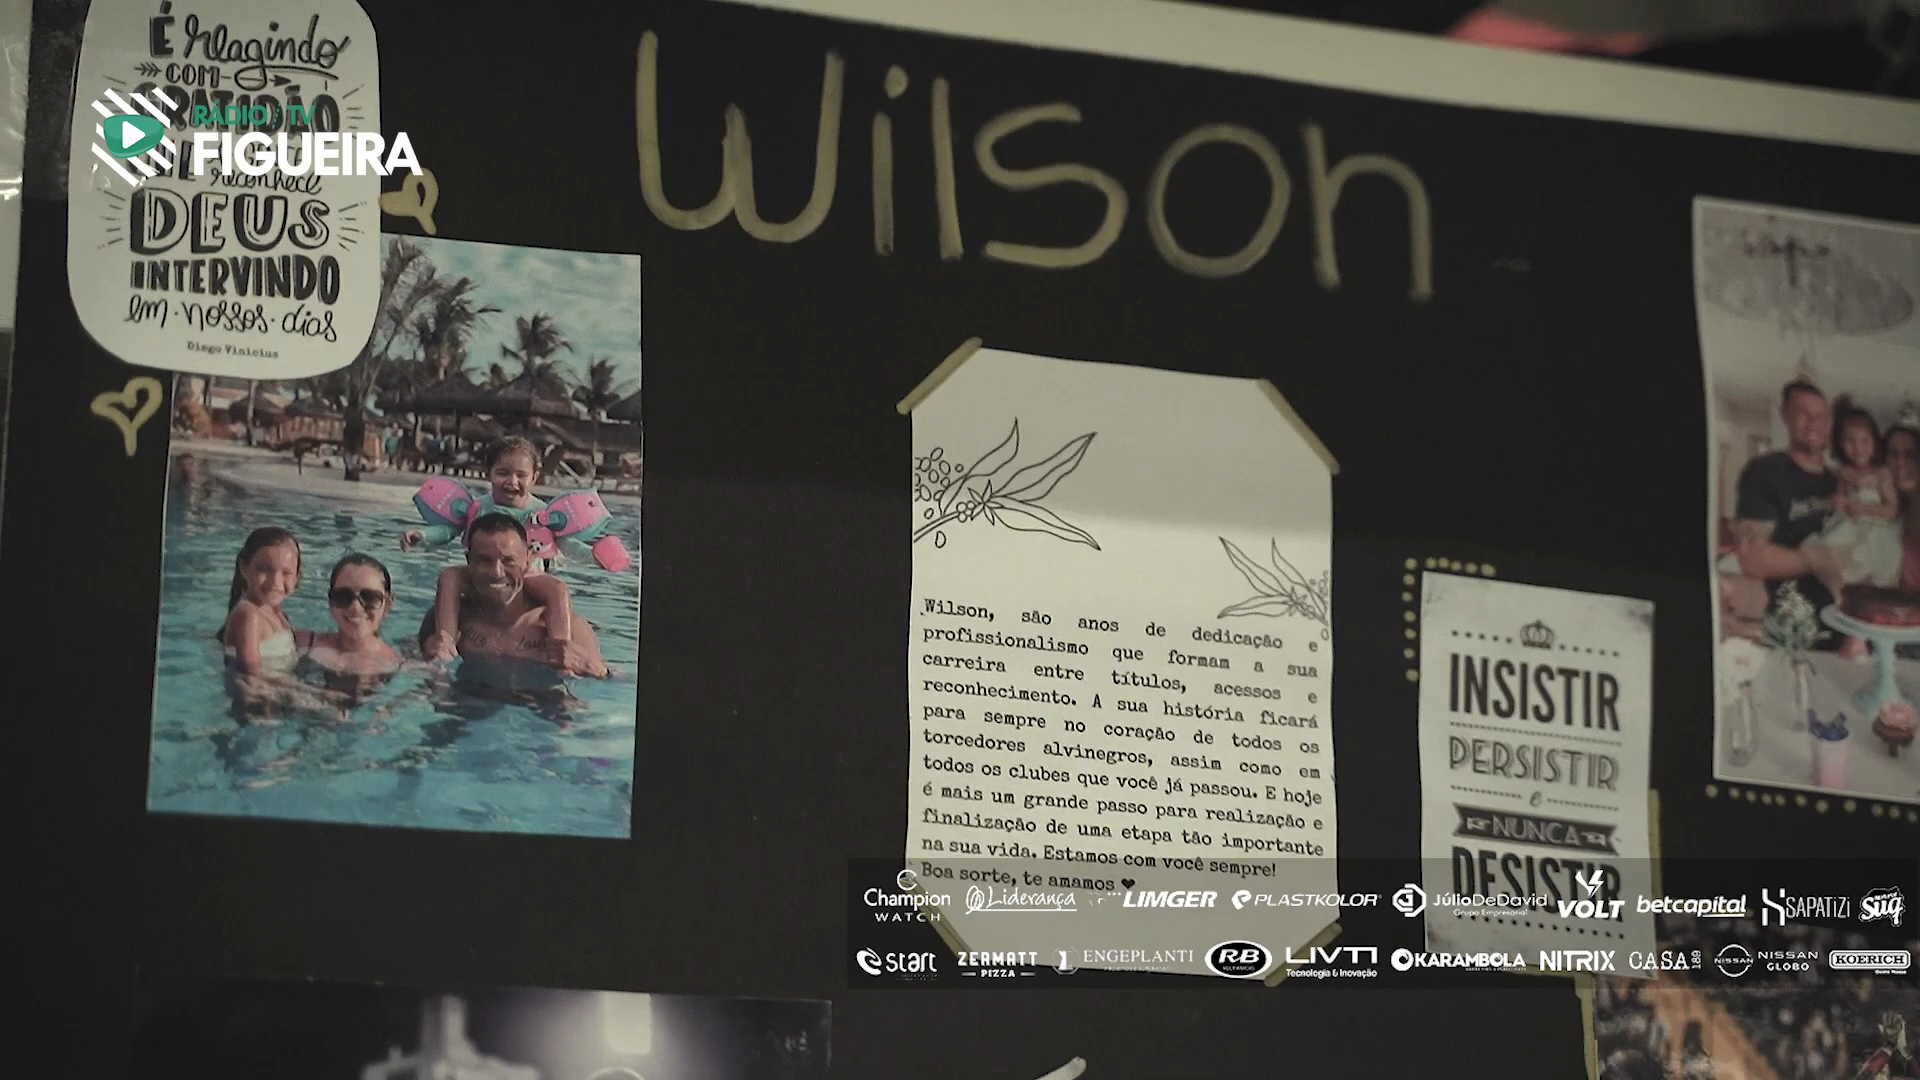 É reagindo
COM
GRATIDÃO
reconhece
DEUS
INTERVINDO
em nossos dias
Diego Vinicius
RÁDIO TV
FIGUEIRA
Wilson
Wilson, são anos de dedicação e
profissionalismo que formam a sua
carreira entre títulos, acessos e
reconhecimento. A sua história ficará
para sempre no coração de todos os
torcedores alvinegros, assim como em
todos os clubes que você já passou. E hoje
é mais um grande passo para realização e
finalização de uma etapa tão importante
na sua vida. Estamos com você sempre!
Boa sorte, te amamos ❤
INSISTIR
PERSISTIR
e
NUNCA
DESISTIR
Champion WATCH Liderança LIMGER PLASTKOLOR JúlioDeDavid Grupo Empresarial VOLT betcapital SAPATiZi Suq
start ZERMATT PIZZA ENGEPLANTI RB LIVTI Tecnologia & Inovação KARAMBOLA NITRIX CASA 189 NISSAN NISSAN GLOBO KOERICH